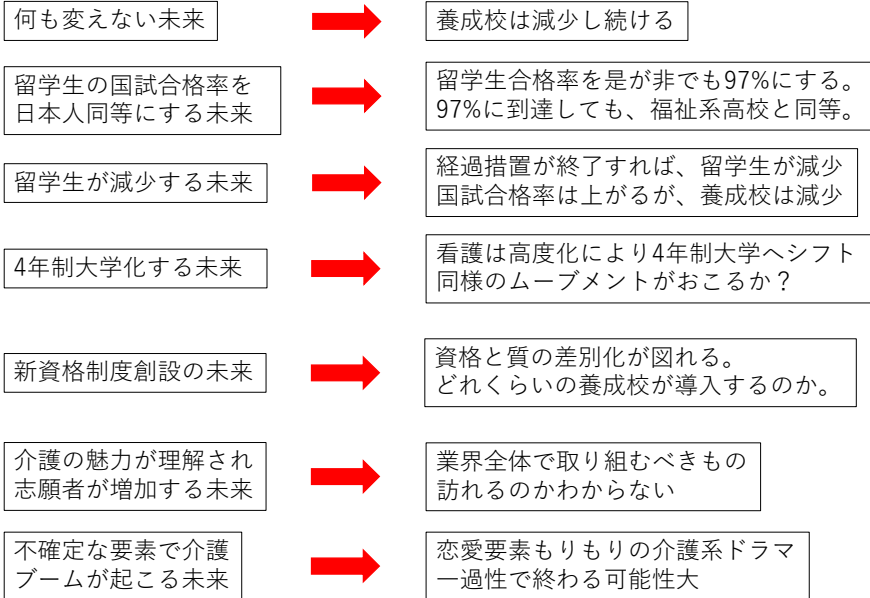 何も変えない未来
養成校は減少し続ける
留学生の国試合格率を
日本人同等にする未来
留学生合格率を是が非でも97%にする。
97%に到達しても、福祉系高校と同等。
留学生が減少する未来
経過措置が終了すれば、留学生が減少
国試合格率は上がるが、養成校は減少
4年制大学化する未来
看護は高度化により4年制大学へシフト
同様のムーブメントがおこるか？
新資格制度創設の未来
資格と質の差別化が図れる。
どれくらいの養成校が導入するのか。
介護の魅力が理解され
志願者が増加する未来
業界全体で取り組むべきもの
訪れるのかわからない
不確定な要素で介護
ブームが起こる未来
恋愛要素もりもりの介護系ドラマ
一過性で終わる可能性大